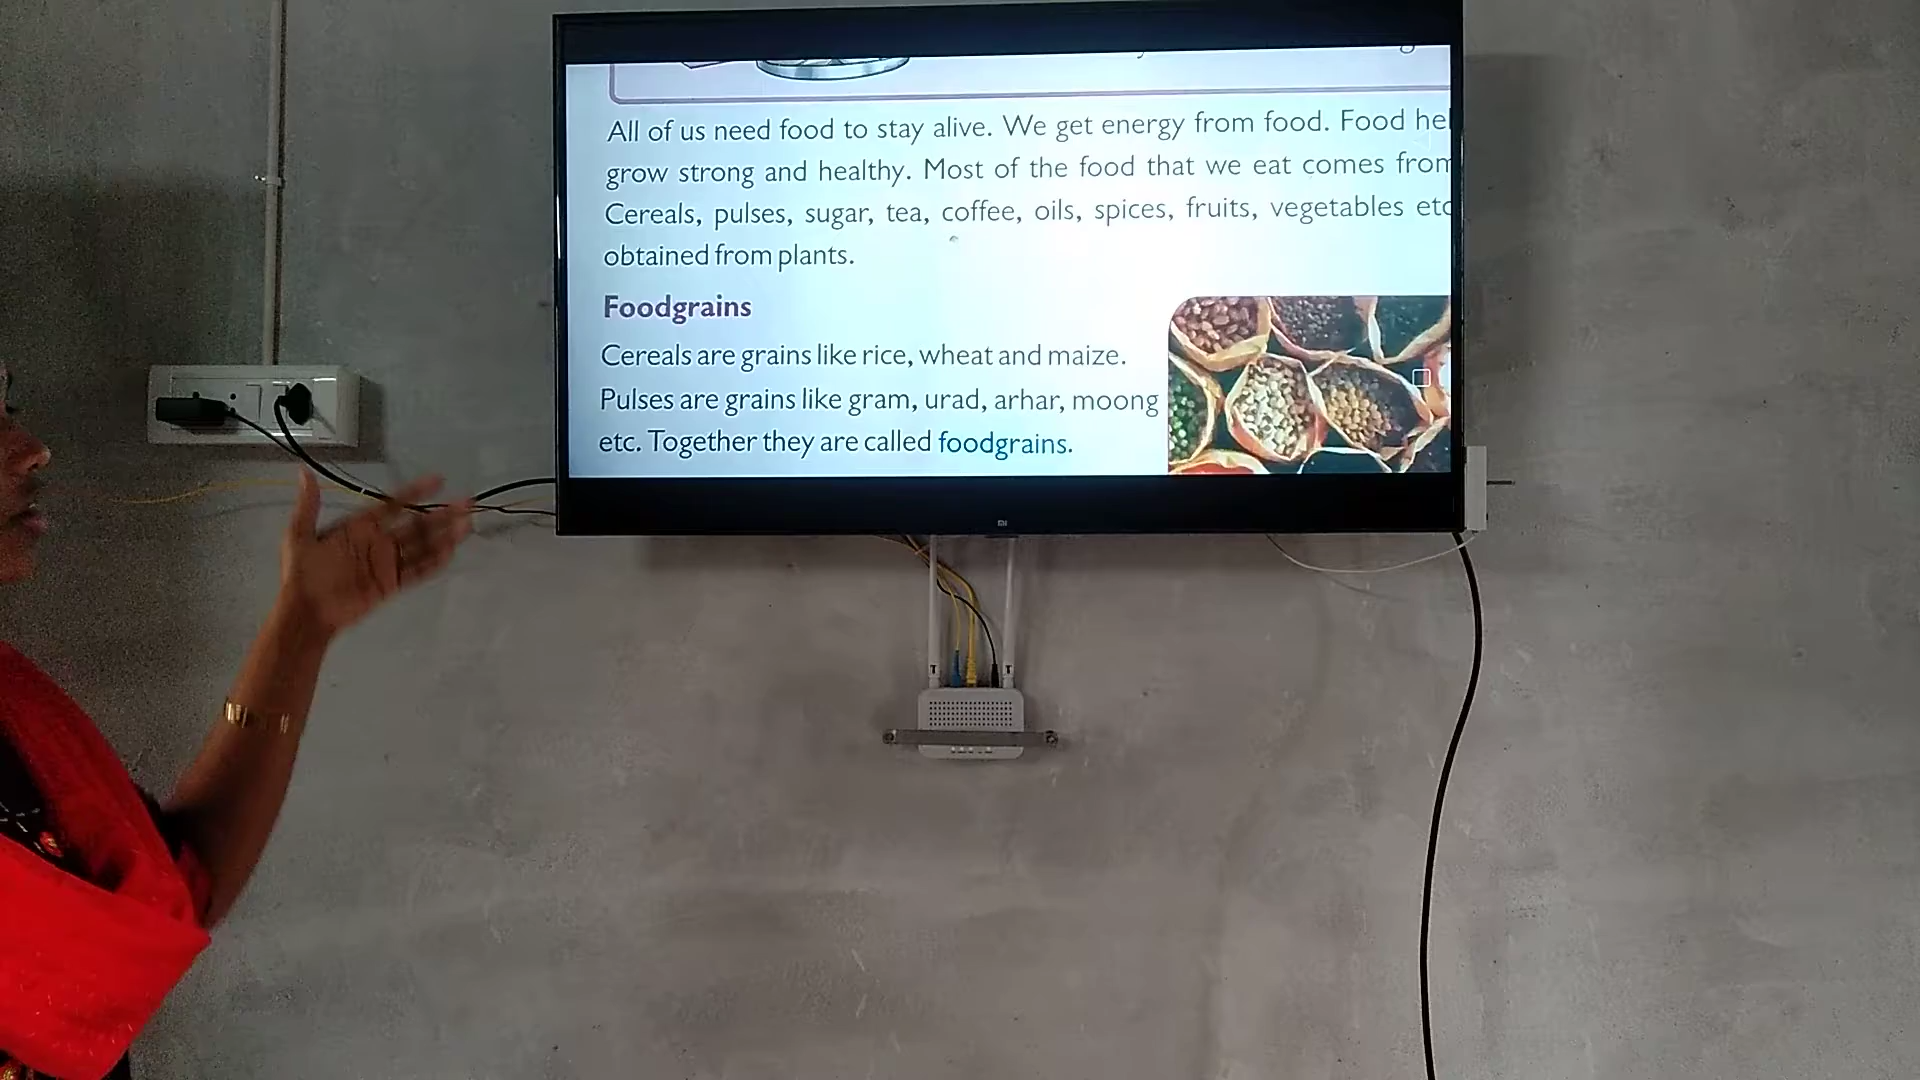 All of us need food to stay alive. We get energy from food. Food hel
grow strong and healthy. Most of the food that we eat comes from
Cereals, pulses, sugar, tea, coffee, oils, spices, fruits, vegetables etc
obtained from plants.
Foodgrains
Cereals are grains like rice, wheat and maize.
Pulses are grains like gram, urad, arhar, moong
etc. Together they are called foodgrains.
mi
T T